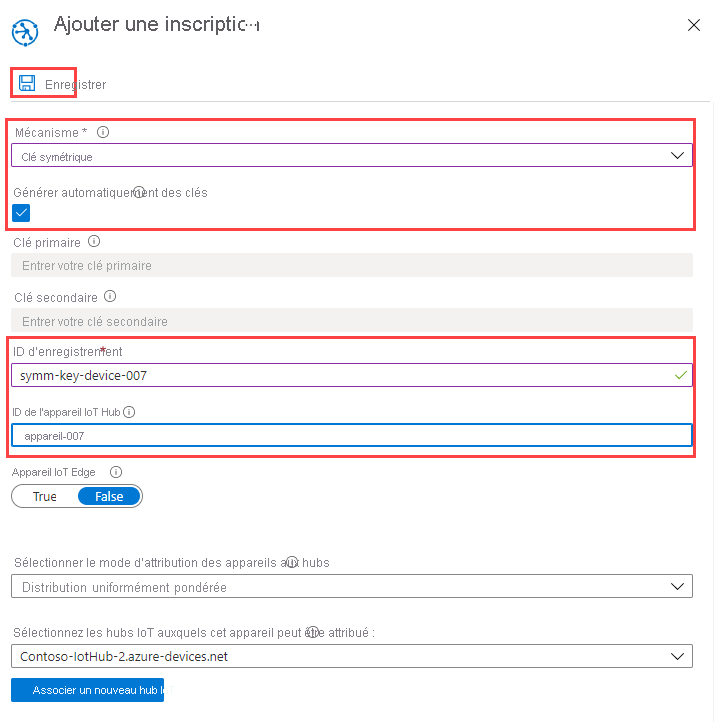 Ajouter une inscription
Enregistrer
Mécanisme *
Clé symétrique
Générer automatiquement des clés
Clé primaire
Entrer votre clé primaire
Clé secondaire
Entrer votre clé secondaire
ID d'enregistrement *
symm-key-device-007
ID de l'appareil IoT Hub
appareil-007
Appareil IoT Edge
True False
Sélectionner le mode d'attribution des appareils aux hubs
Distribution uniformément pondérée
Sélectionnez les hubs IoT auxquels cet appareil peut être attribué :
Contoso-IotHub-2.azure-devices.net
Associer un nouveau hub